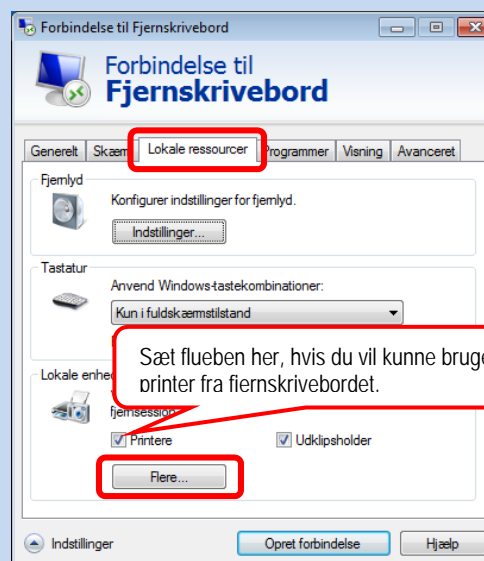 Forbindelse til Fjernskrivebord
Forbindelse til
Fjernskrivebord
Generelt Skærm Lokale ressourcer Programmer Visning Avanceret
Fjernlyd
Konfigurer indstillinger for fjernlyd.
Indstillinger...
Tastatur
Anvend Windows-tastekombinationer:
Kun i fuldskærmstilstand
Sæt flueben her, hvis du vil kunne bruge
printer fra fjernskrivebordet.
Lokale
fjernsession
Printere Udklipsholder
Flere...
Indstillinger Opret forbindelse Hjælp